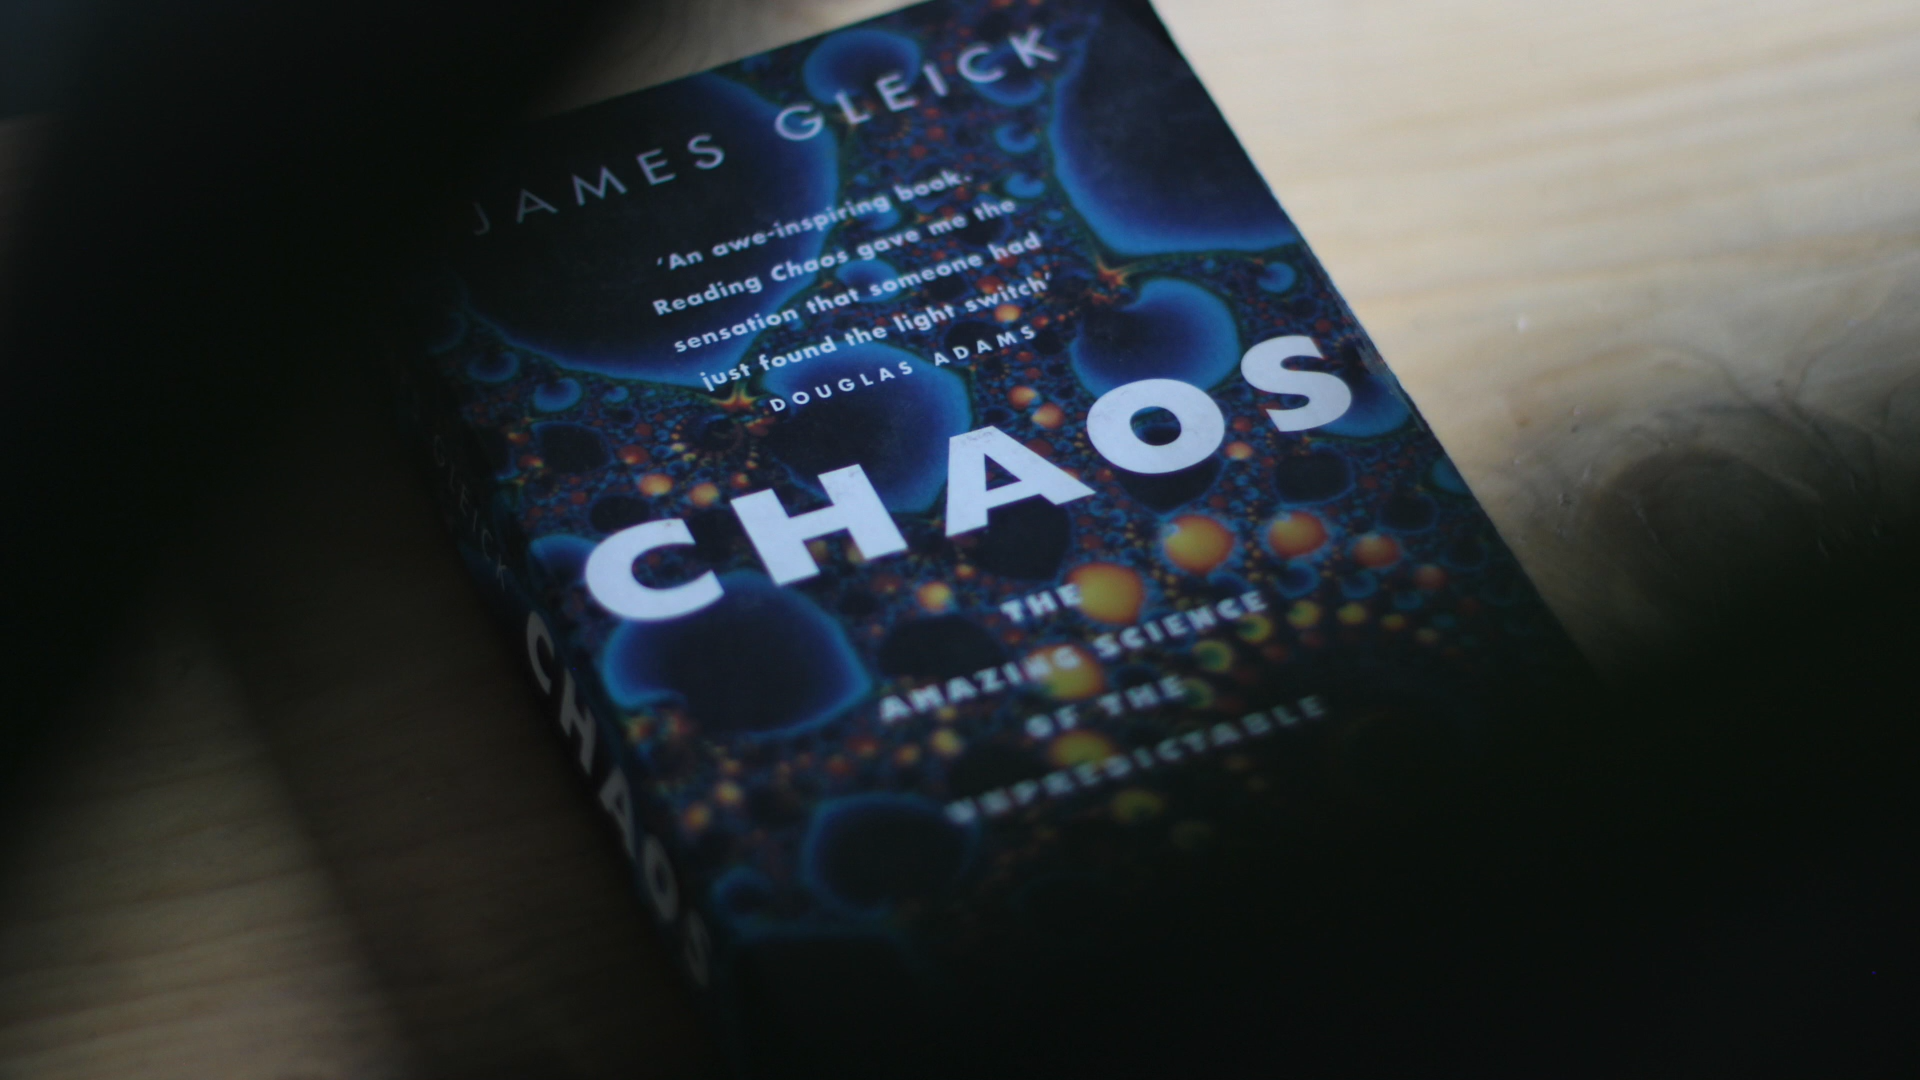 JAMES GLEICK
'An awe-inspiring book.
Reading Chaos gave me the
sensation that someone had
just found the light switch'
DOUGLAS ADAMS
CHAOS
THE
AMAZING SCIENCE
OF THE
UNPREDICTABLE
GLEICK
CHAOS